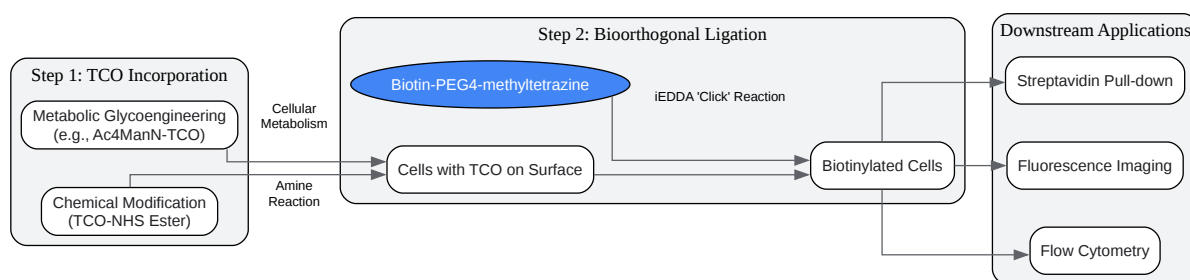 Step 1: TCO Incorporation
Metabolic Glycoengineering
(e.g., Ac4ManN-TCO)
Chemical Modification
(TCO-NHS Ester)
Cellular
Metabolism
Amine
Reaction
Step 2: Bioorthogonal Ligation
Biotin-PEG4-methyltetrazine
iEDDA 'Click' Reaction
Cells with TCO on Surface
Biotinylated Cells
Downstream Applications
Streptavidin Pull-down
Fluorescence Imaging
Flow Cytometry